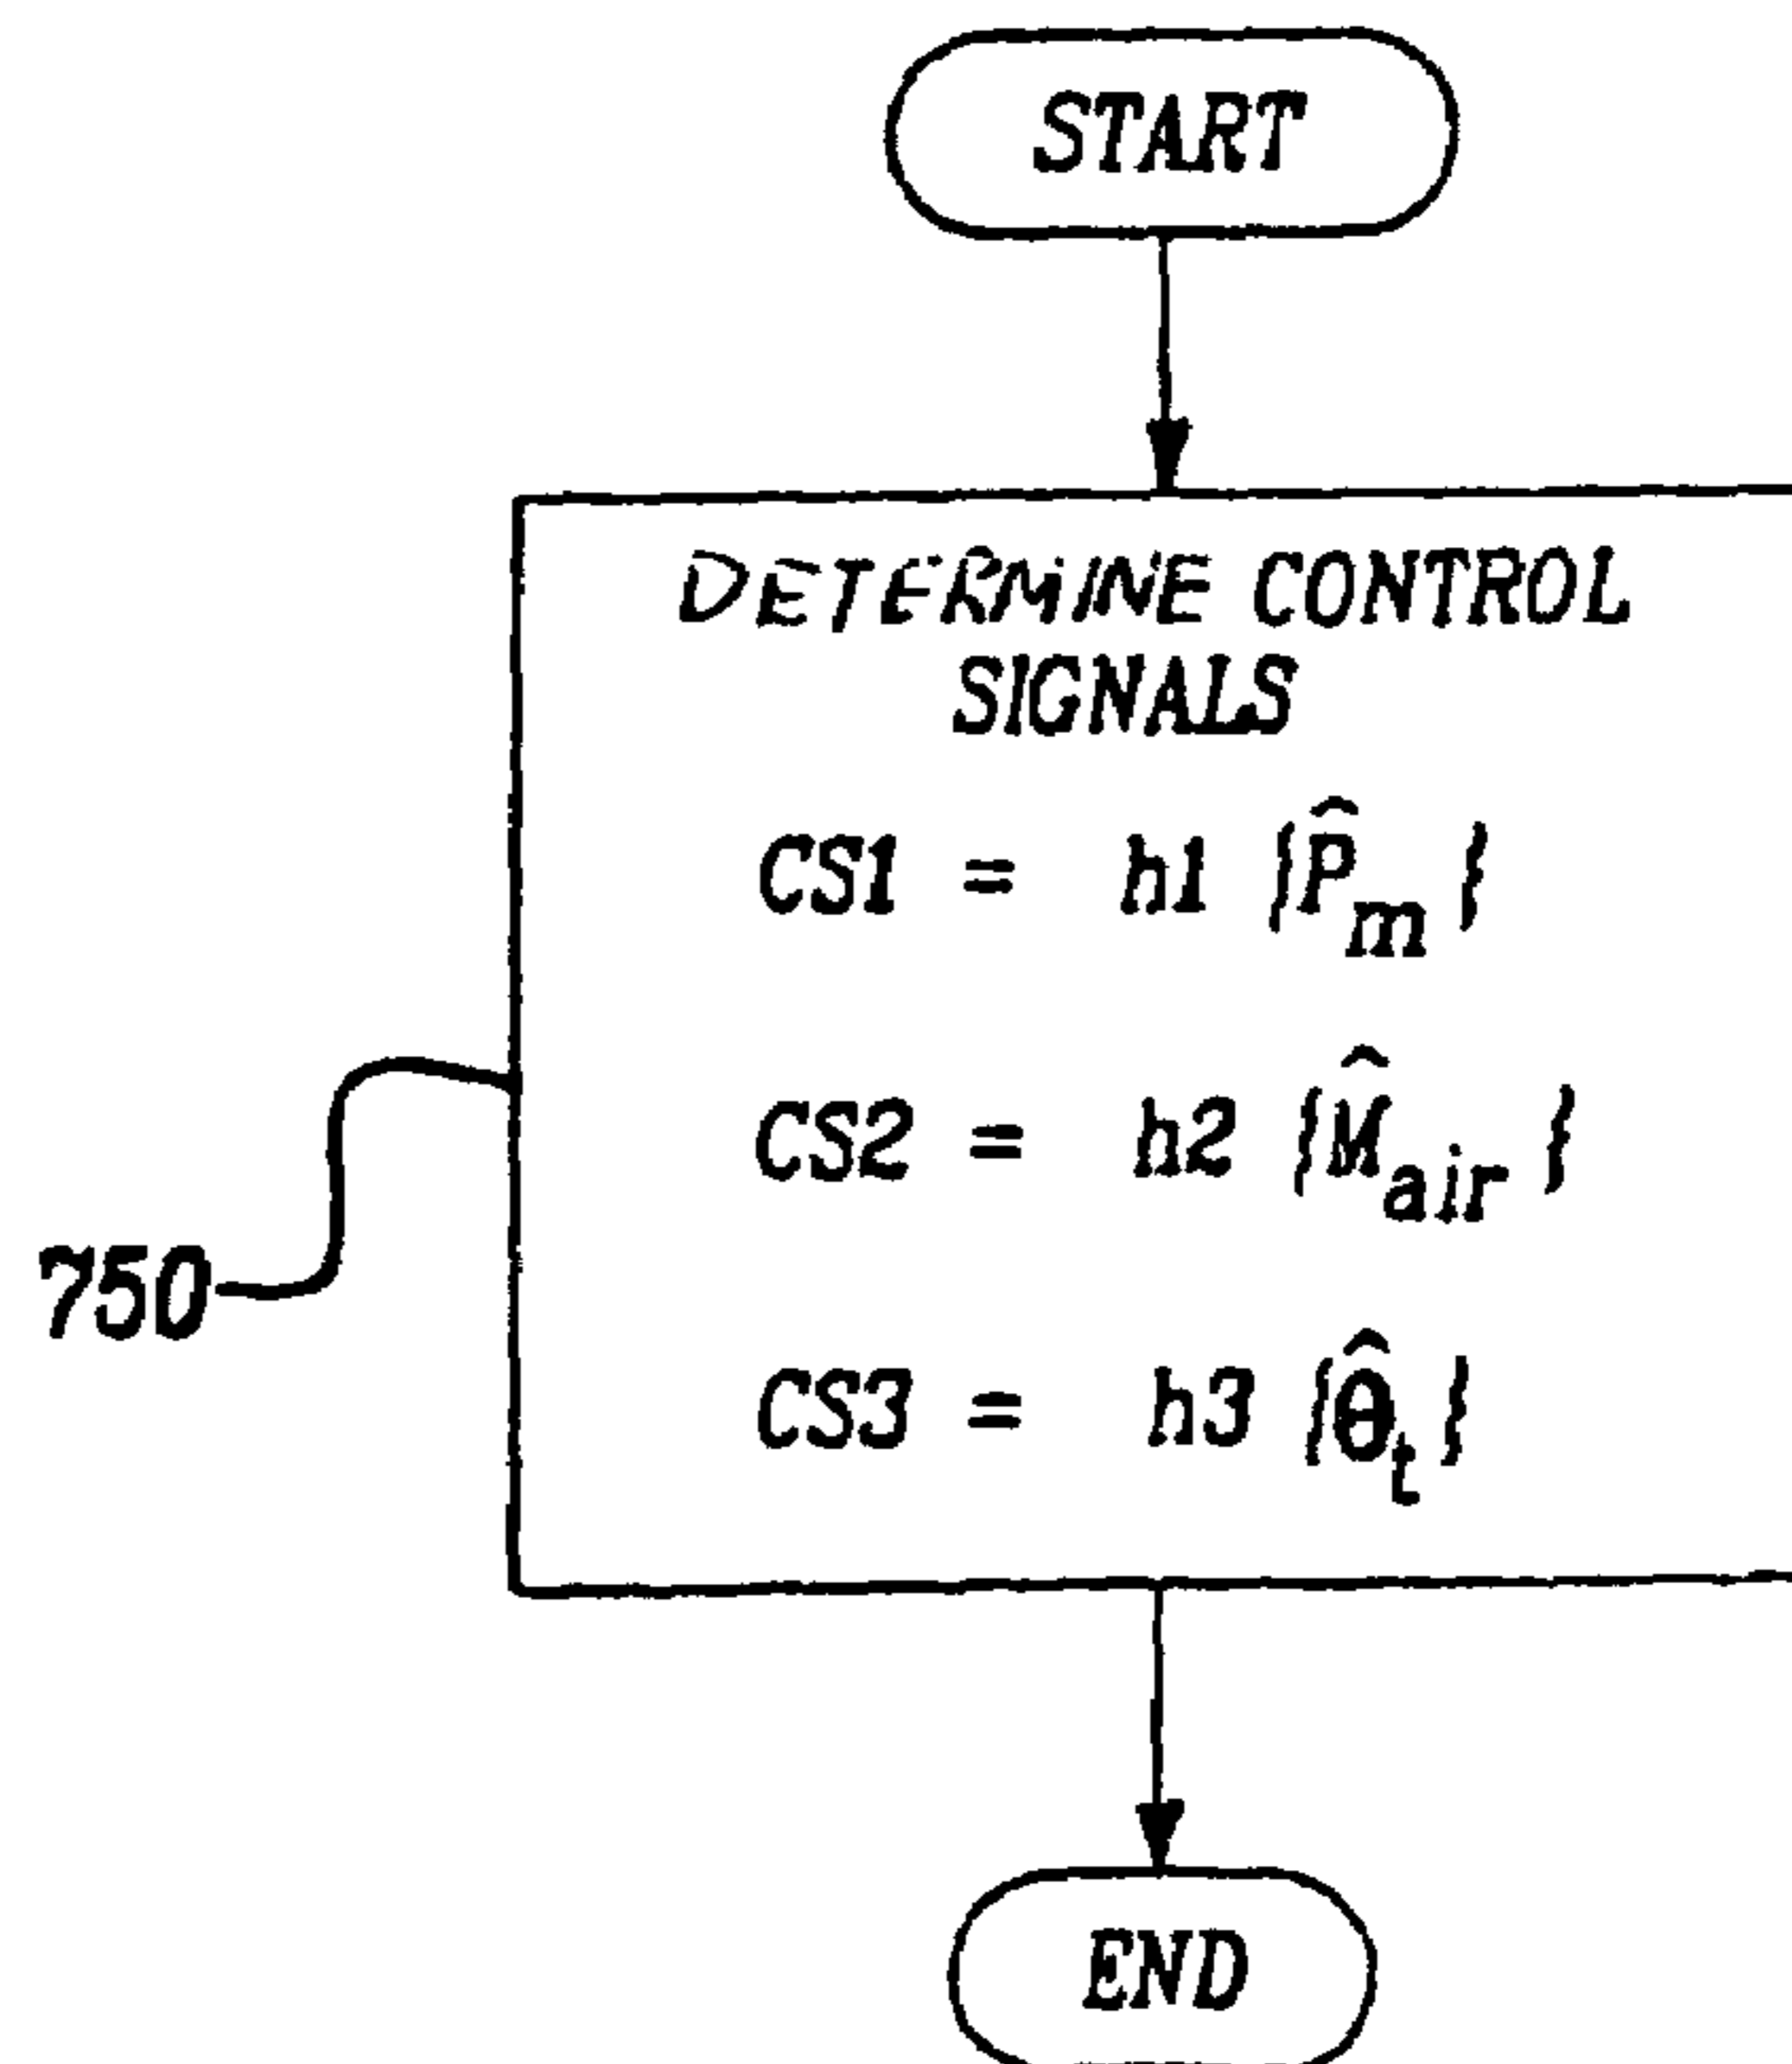 START
DETERMINE CONTROL
SIGNALS
CS1 = h1 {P̂m}
CS2 = h2 {M̂air}
750
CS3 = h3 {θ̂t}
END